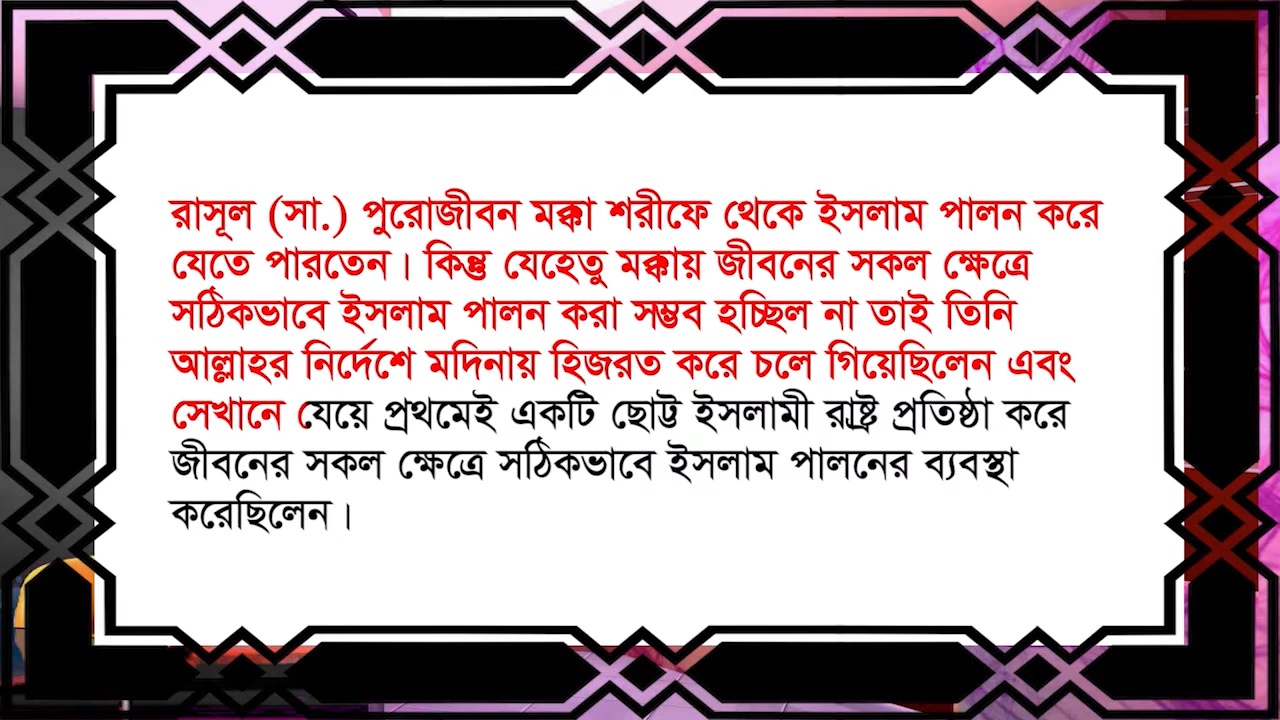 রাসূল (সা.) পুরোজীবন মক্কা শরীফে থেকে ইসলাম পালন করে
যেতে পারতেন। কিন্তু যেহেতু মক্কায় জীবনের সকল ক্ষেত্রে
সঠিকভাবে ইসলাম পালন করা সম্ভব হচ্ছিল না তাই তিনি
আল্লাহর নির্দেশে মদিনায় হিজরত করে চলে গিয়েছিলেন এবং
সেখানে যেয়ে প্রথমেই একটি ছোট্ট ইসলামী রাষ্ট্র প্রতিষ্ঠা করে
জীবনের সকল ক্ষেত্রে সঠিকভাবে ইসলাম পালনের ব্যবস্থা
করেছিলেন।